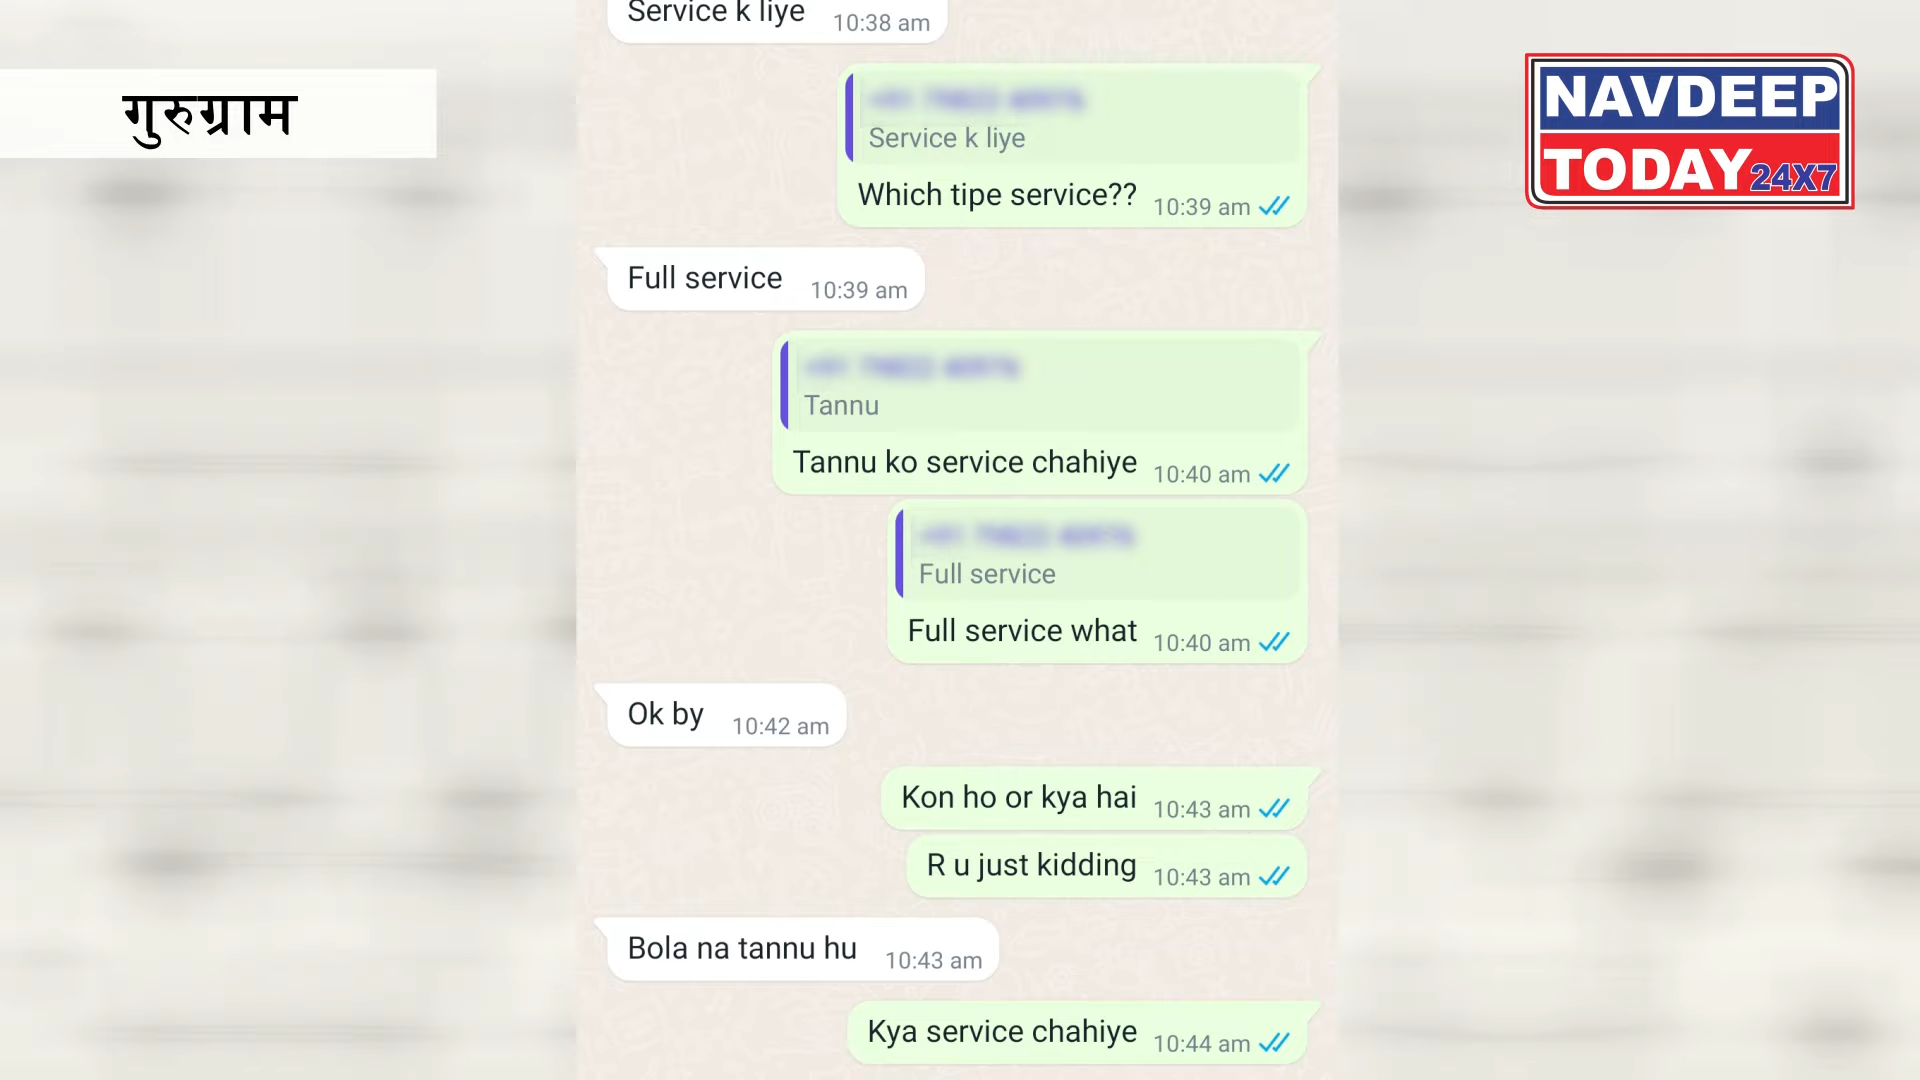 Service k liye 10:38 am
गुरुग्राम
NAVDEEP
TODAY 24X7
Service k liye
Which tipe service?? 10:39 am
Full service 10:39 am
Tannu
Tannu ko service chahiye 10:40 am
Full service
Full service what 10:40 am
Ok by 10:42 am
Kon ho or kya hai 10:43 am
R u just kidding 10:43 am
Bola na tannu hu 10:43 am
Kya service chahiye 10:44 am